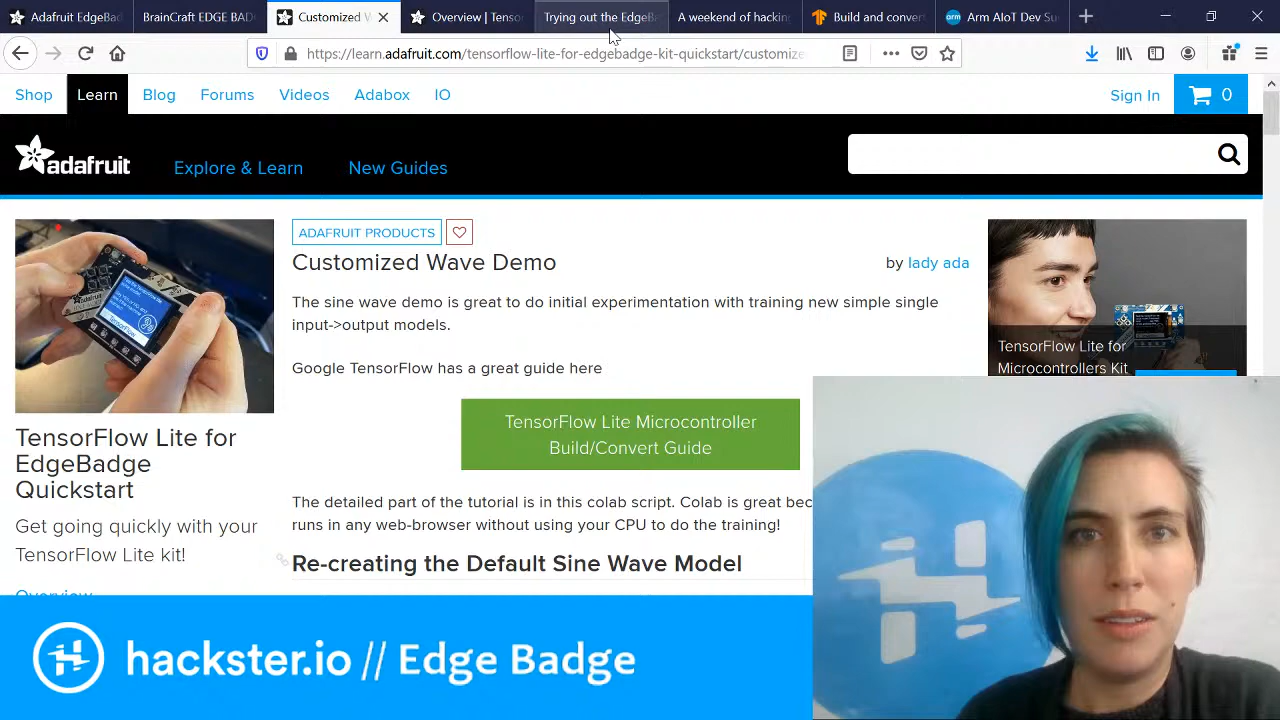 Adafruit EdgeBad
BrainCraft EDGE BAD
Customized W
Overview | Tenso
Trying out the EdgeB
A weekend of hackin
Build and conver
Arm AIoT Dev Su
https://learn.adafruit.com/tensorflow-lite-for-edgebadge-kit-quickstart/customize
Shop Learn Blog Forums Videos Adabox IO Sign In 0
adafruit Explore & Learn New Guides
ADAFRUIT PRODUCTS
Customized Wave Demo by lady ada
The sine wave demo is great to do initial experimentation with training new simple single
input->output models.
Google TensorFlow has a great guide here
TensorFlow Lite Microcontroller
Build/Convert Guide
The detailed part of the tutorial is in this colab script. Colab is great bec
runs in any web-browser without using your CPU to do the training!
Re-creating the Default Sine Wave Model
TensorFlow Lite for
EdgeBadge
Quickstart
Get going quickly with your
TensorFlow Lite kit!
Overview
TensorFlow Lite for
Microcontrollers Kit
hackster.io // Edge Badge